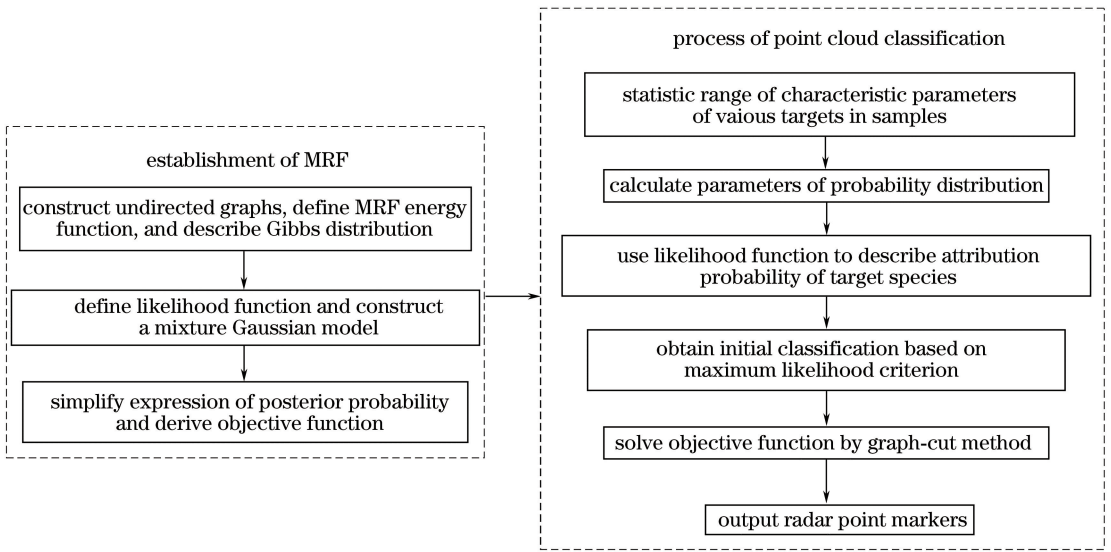 establishment of MRF
construct undirected graphs, define MRF energy
function, and describe Gibbs distribution
define likelihood function and construct
a mixture Gaussian model
simplify expression of posterior probability
and derive objective function
process of point cloud classification
statistic range of characteristic parameters
of vaious targets in samples
calculate parameters of probability distribution
use likelihood function to describe attribution
probability of target species
obtain initial classification based on
maximum likelihood criterion
solve objective function by graph-cut method
output radar point markers